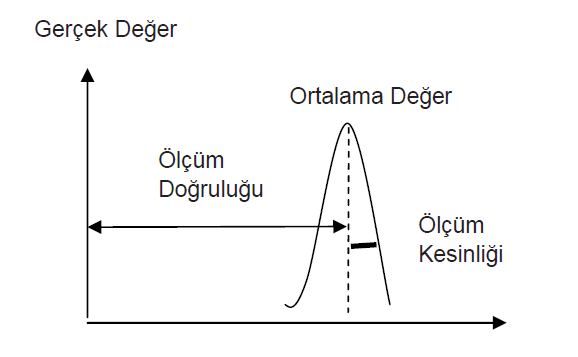 Gerçek Değer
Ortalama Değer
Ölçüm
Doğruluğu
Ölçüm
Kesinliği